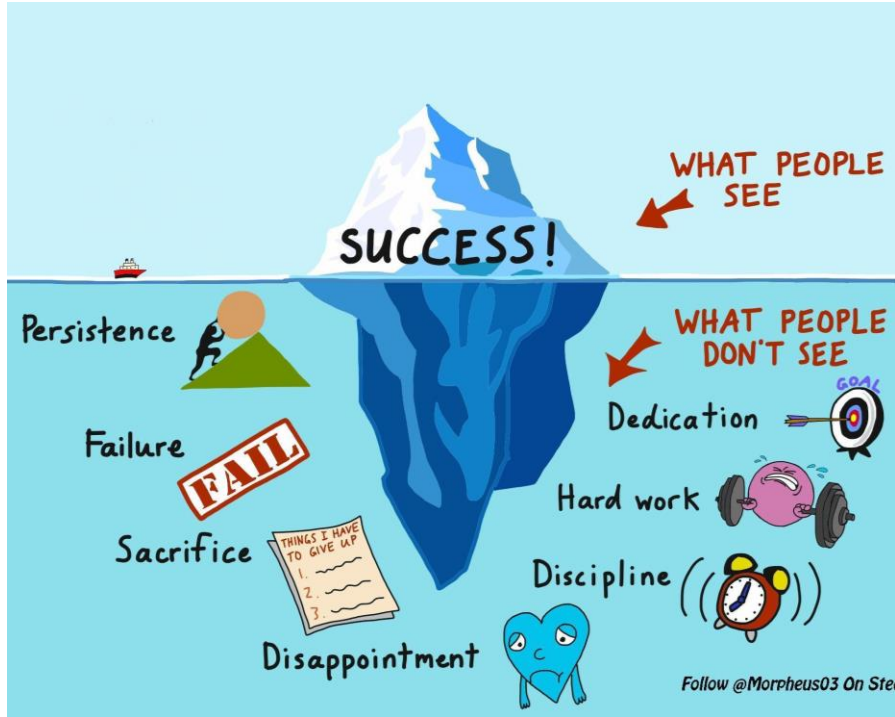 WHAT PEOPLE
SEE
SUCCESS!
Persistence
WHAT PEOPLE
DON'T SEE
GOAL
Dedication
Failure
FAIL
Hard work
Sacrifice
THINGS I HAVE
TO GIVE UP
1.
2.
3.
Discipline
Disappointment
Follow @Morpheus03 On Stee